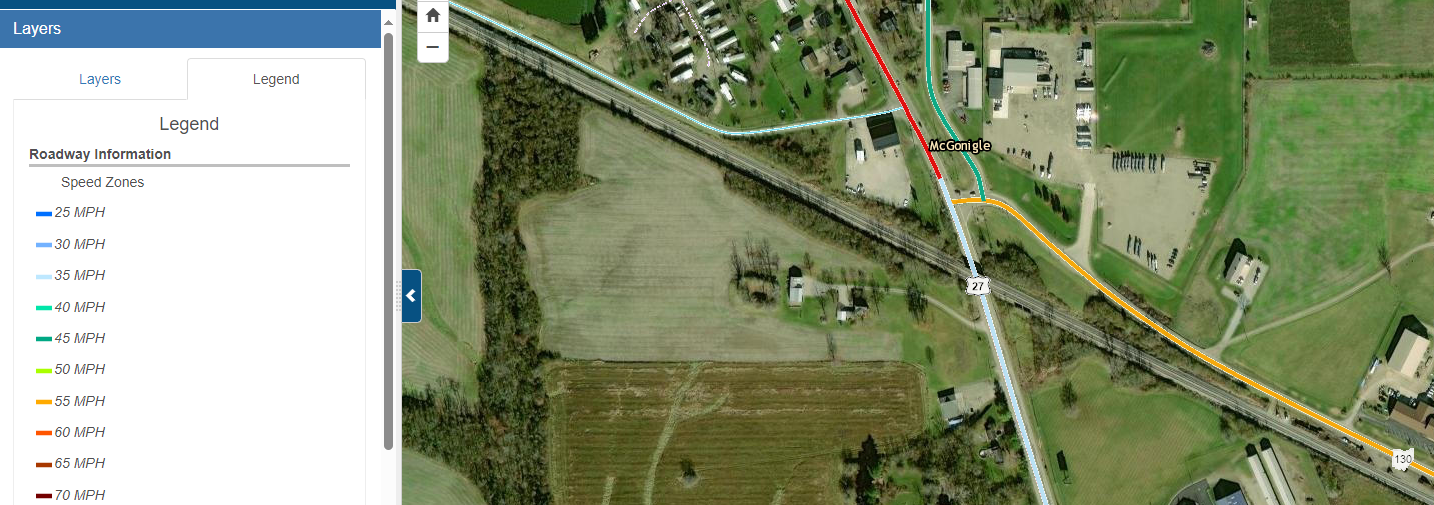 Layers
Layers
Legend
Legend
Roadway Information
Speed Zones
25 MPH
30 MPH
35 MPH
40 MPH
45 MPH
50 MPH
55 MPH
60 MPH
65 MPH
70 MPH
McGonigle
27
130